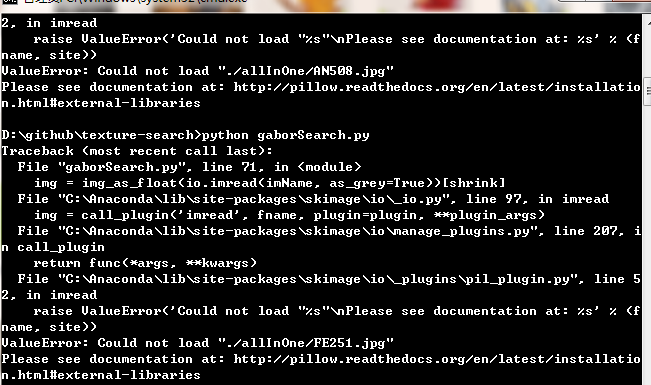 2, in imread
    raise ValueError('Could not load "%s"\nPlease see documentation at: %s' % (f
name, site))
ValueError: Could not load "./allInOne/AN508.jpg"
Please see documentation at: http://pillow.readthedocs.org/en/latest/installatio
n.html#external-libraries

D:\github\texture-search>python gaborSearch.py
Traceback (most recent call last):
  File "gaborSearch.py", line 71, in <module>
    img = img_as_float(io.imread(imName, as_grey=True))[shrink]
  File "C:\Anaconda\lib\site-packages\skimage\io\_io.py", line 97, in imread
    img = call_plugin('imread', fname, plugin=plugin, **plugin_args)
  File "C:\Anaconda\lib\site-packages\skimage\io\manage_plugins.py", line 207, i
n call_plugin
    return func(*args, **kwargs)
  File "C:\Anaconda\lib\site-packages\skimage\io\_plugins\pil_plugin.py", line 5
2, in imread
    raise ValueError('Could not load "%s"\nPlease see documentation at: %s' % (f
name, site))
ValueError: Could not load "./allInOne/FE251.jpg"
Please see documentation at: http://pillow.readthedocs.org/en/latest/installatio
n.html#external-libraries